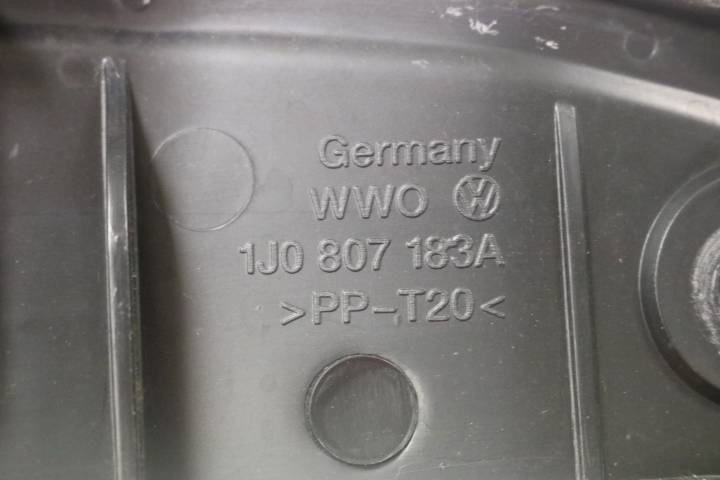 Germany
WWO
1J0 807 183A
>PP-T20<